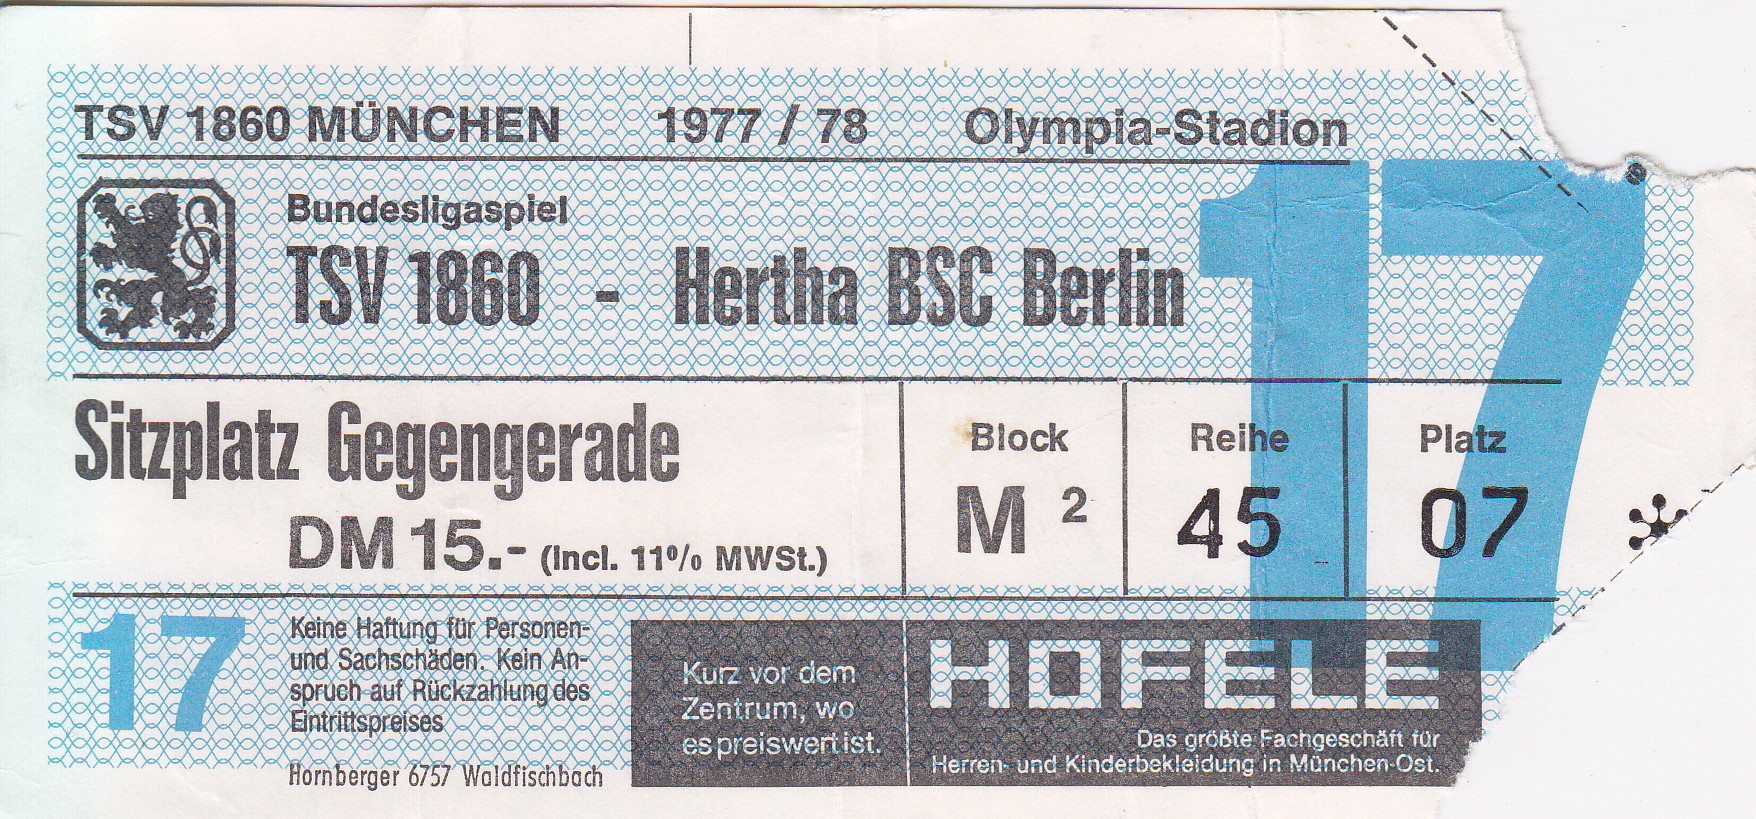 TSV 1860 MÜNCHEN 1977 / 78 Olympia-Stadion
Bundesligaspiel
TSV 1860 - Hertha BSC Berlin
17
Sitzplatz Gegengerade
DM 15.- (Incl. 11% MWSt.)
Block Reihe Platz
M 2 45 07
17
Keine Haftung für Personen-
und Sachschäden. Kein An-
spruch auf Rückzahlung des
Eintrittspreises
Hornberger 6757 Waldfischbach
Kurz vor dem
Zentrum, wo
es preiswert ist.
HOFELE
Das größte Fachgeschäft für
Herren- und Kinderbekleidung in München-Ost.